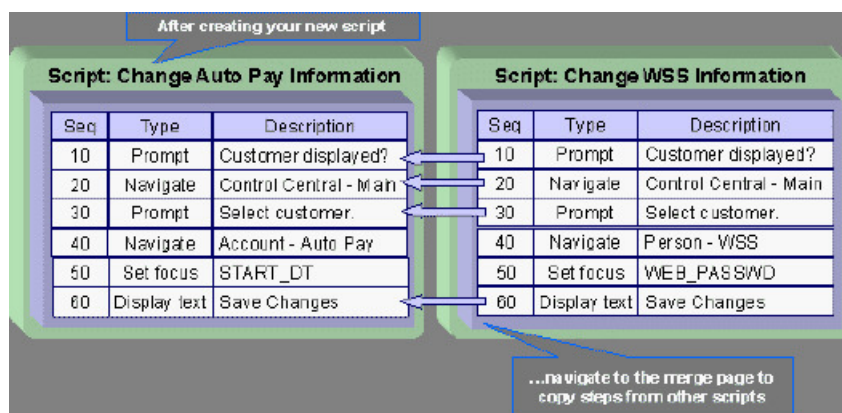 After creating your new script
Script: Change Auto Pay Information
Seq Type Description
10 Prompt Customer displayed?
20 Navigate Control Central - Main
30 Prompt Select customer.
40 Navigate Account - Auto Pay
50 Set focus START_DT
60 Display text Save Changes
Script: Change WSS Information
Seq Type Description
10 Prompt Customer displayed?
20 Navigate Control Central - Main
30 Prompt Select customer.
40 Navigate Person - WSS
50 Set focus WEB_PASSWD
60 Display text Save Changes
...navigate to the merge page to
copy steps from other scripts